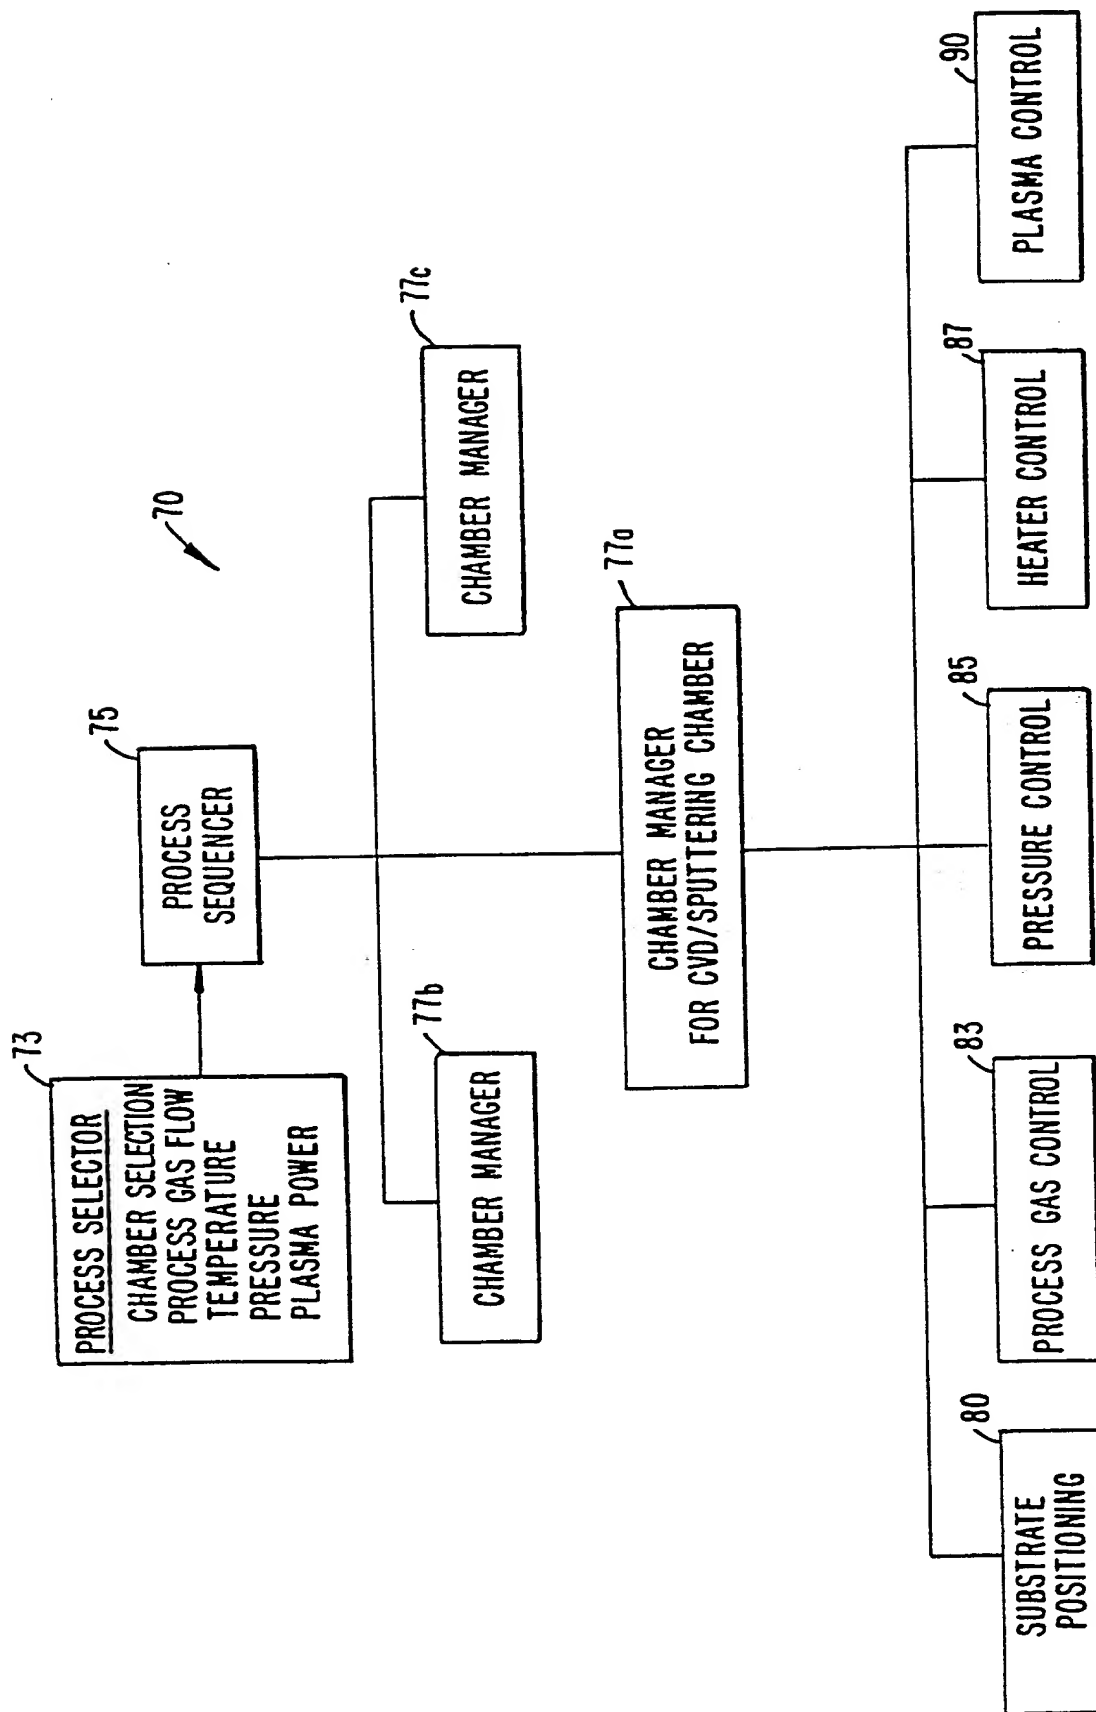 70
73
PROCESS SELECTOR
CHAMBER SELECTION
PROCESS GAS FLOW
TEMPERATURE
PRESSURE
PLASMA POWER
75
PROCESS
SEQUENCER
77b
CHAMBER MANAGER
77c
CHAMBER MANAGER
77a
CHAMBER MANAGER
FOR CVD/SPUTTERING CHAMBER
80
SUBSTRATE
POSITIONING
83
PROCESS GAS CONTROL
85
PRESSURE CONTROL
87
HEATER CONTROL
90
PLASMA CONTROL